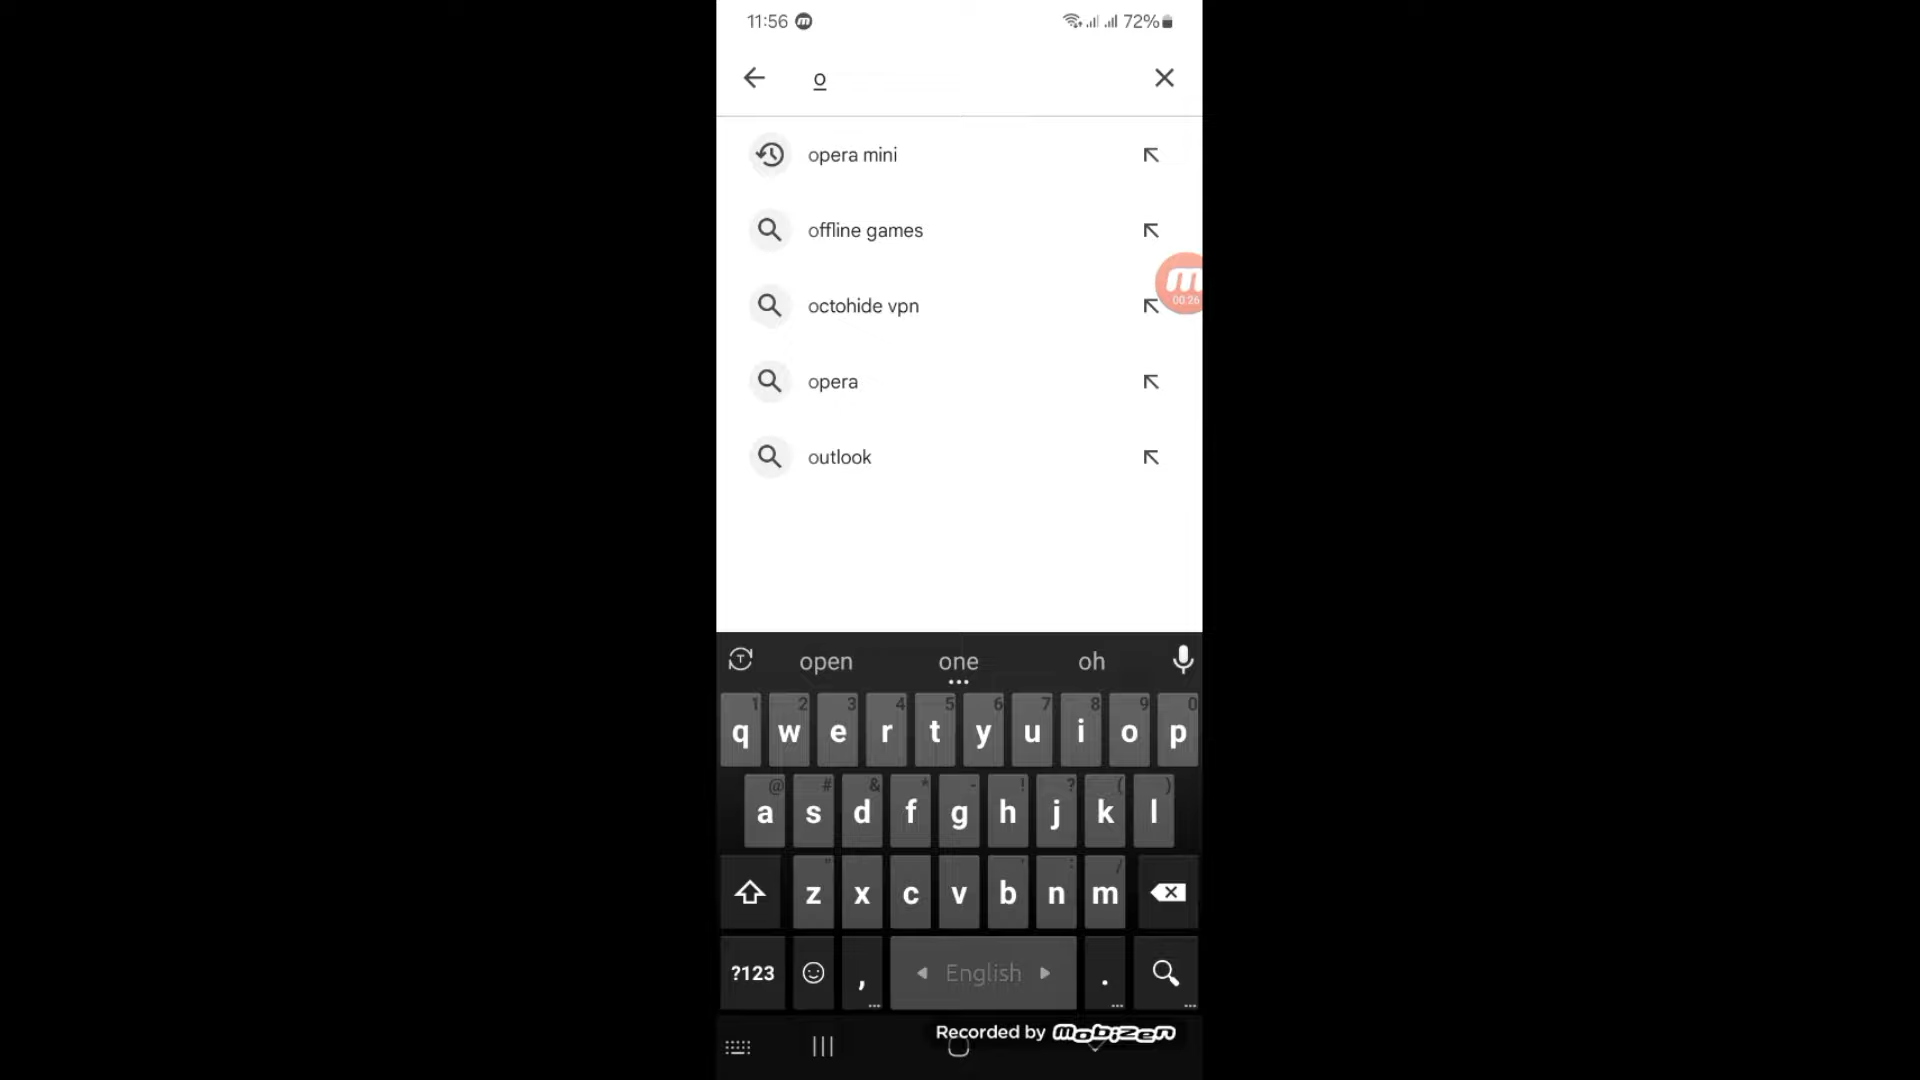 11:56 m 72%
o
opera mini
offline games
m
00:26
octohide vpn
opera
outlook
T open one oh
1 2 3 4 5 6 7 8 9 0
q w e r t y u i o p
@ # & * - ! ? ( )
a s d f g h j k l
" ' : /
z x c v b n m
?123 , English .
Recorded by mobizen